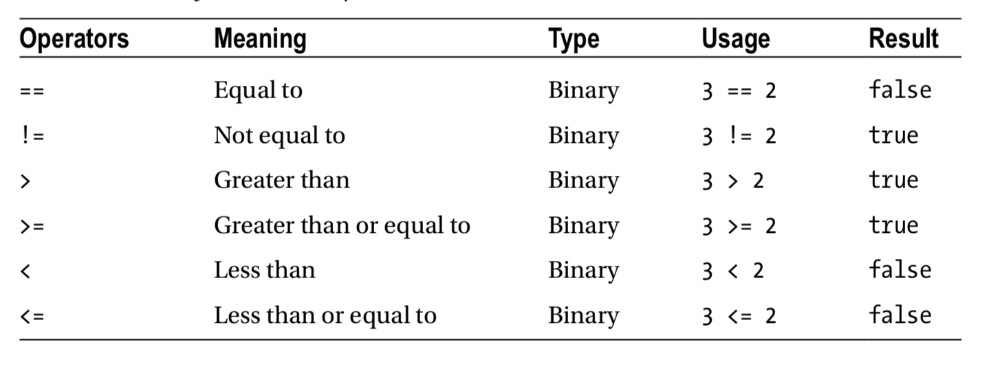 Operators Meaning Type Usage Result
== Equal to Binary 3 == 2 false
!= Not equal to Binary 3 != 2 true
> Greater than Binary 3 > 2 true
>= Greater than or equal to Binary 3 >= 2 true
< Less than Binary 3 < 2 false
<= Less than or equal to Binary 3 <= 2 false